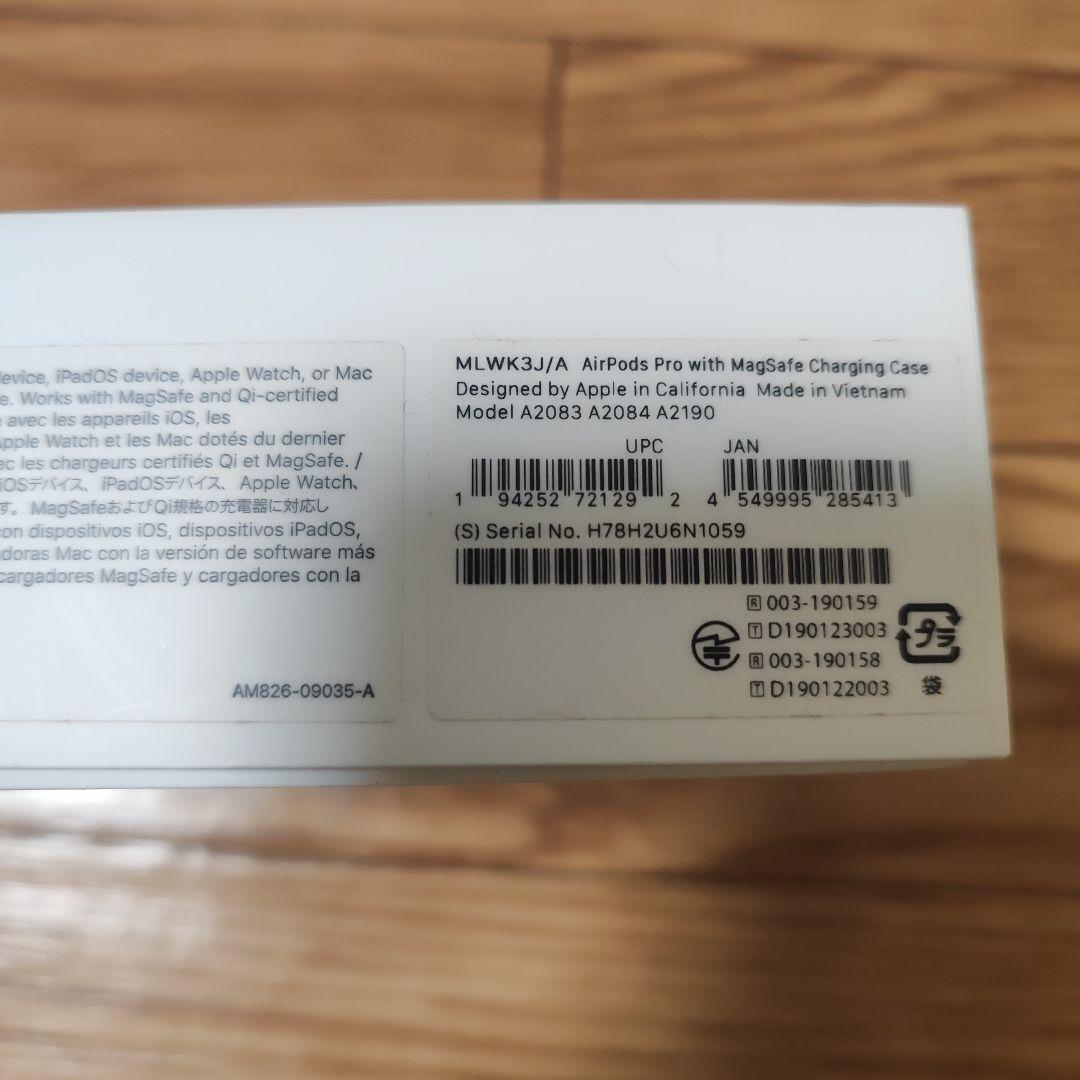 device, iPadOS device, Apple Watch, or Mac
e. Works with MagSafe and Qi-certified
avec les appareils iOS, les
Apple Watch et les Mac dotés du dernier
ec les chargeurs certifiés Qi et MagSafe. /
iOSデバイス、iPadOSデバイス、Apple Watch、
す。MagSafeおよびQi規格の充電器に対応し
con dispositivos iOS, dispositivos iPadOS,
adoras Mac con la versión de software más
cargadores MagSafe y cargadores con la
AM826-09035-A
MLWK3J/A AirPods Pro with MagSafe Charging Case
Designed by Apple in California Made in Vietnam
Model A2083 A2084 A2190
UPC JAN
1 94252 72129 2 4 549995 285413
(S) Serial No. H78H2U6N1059
R 003-190159
T D190123003
R 003-190158
T D190122003
プラ
袋